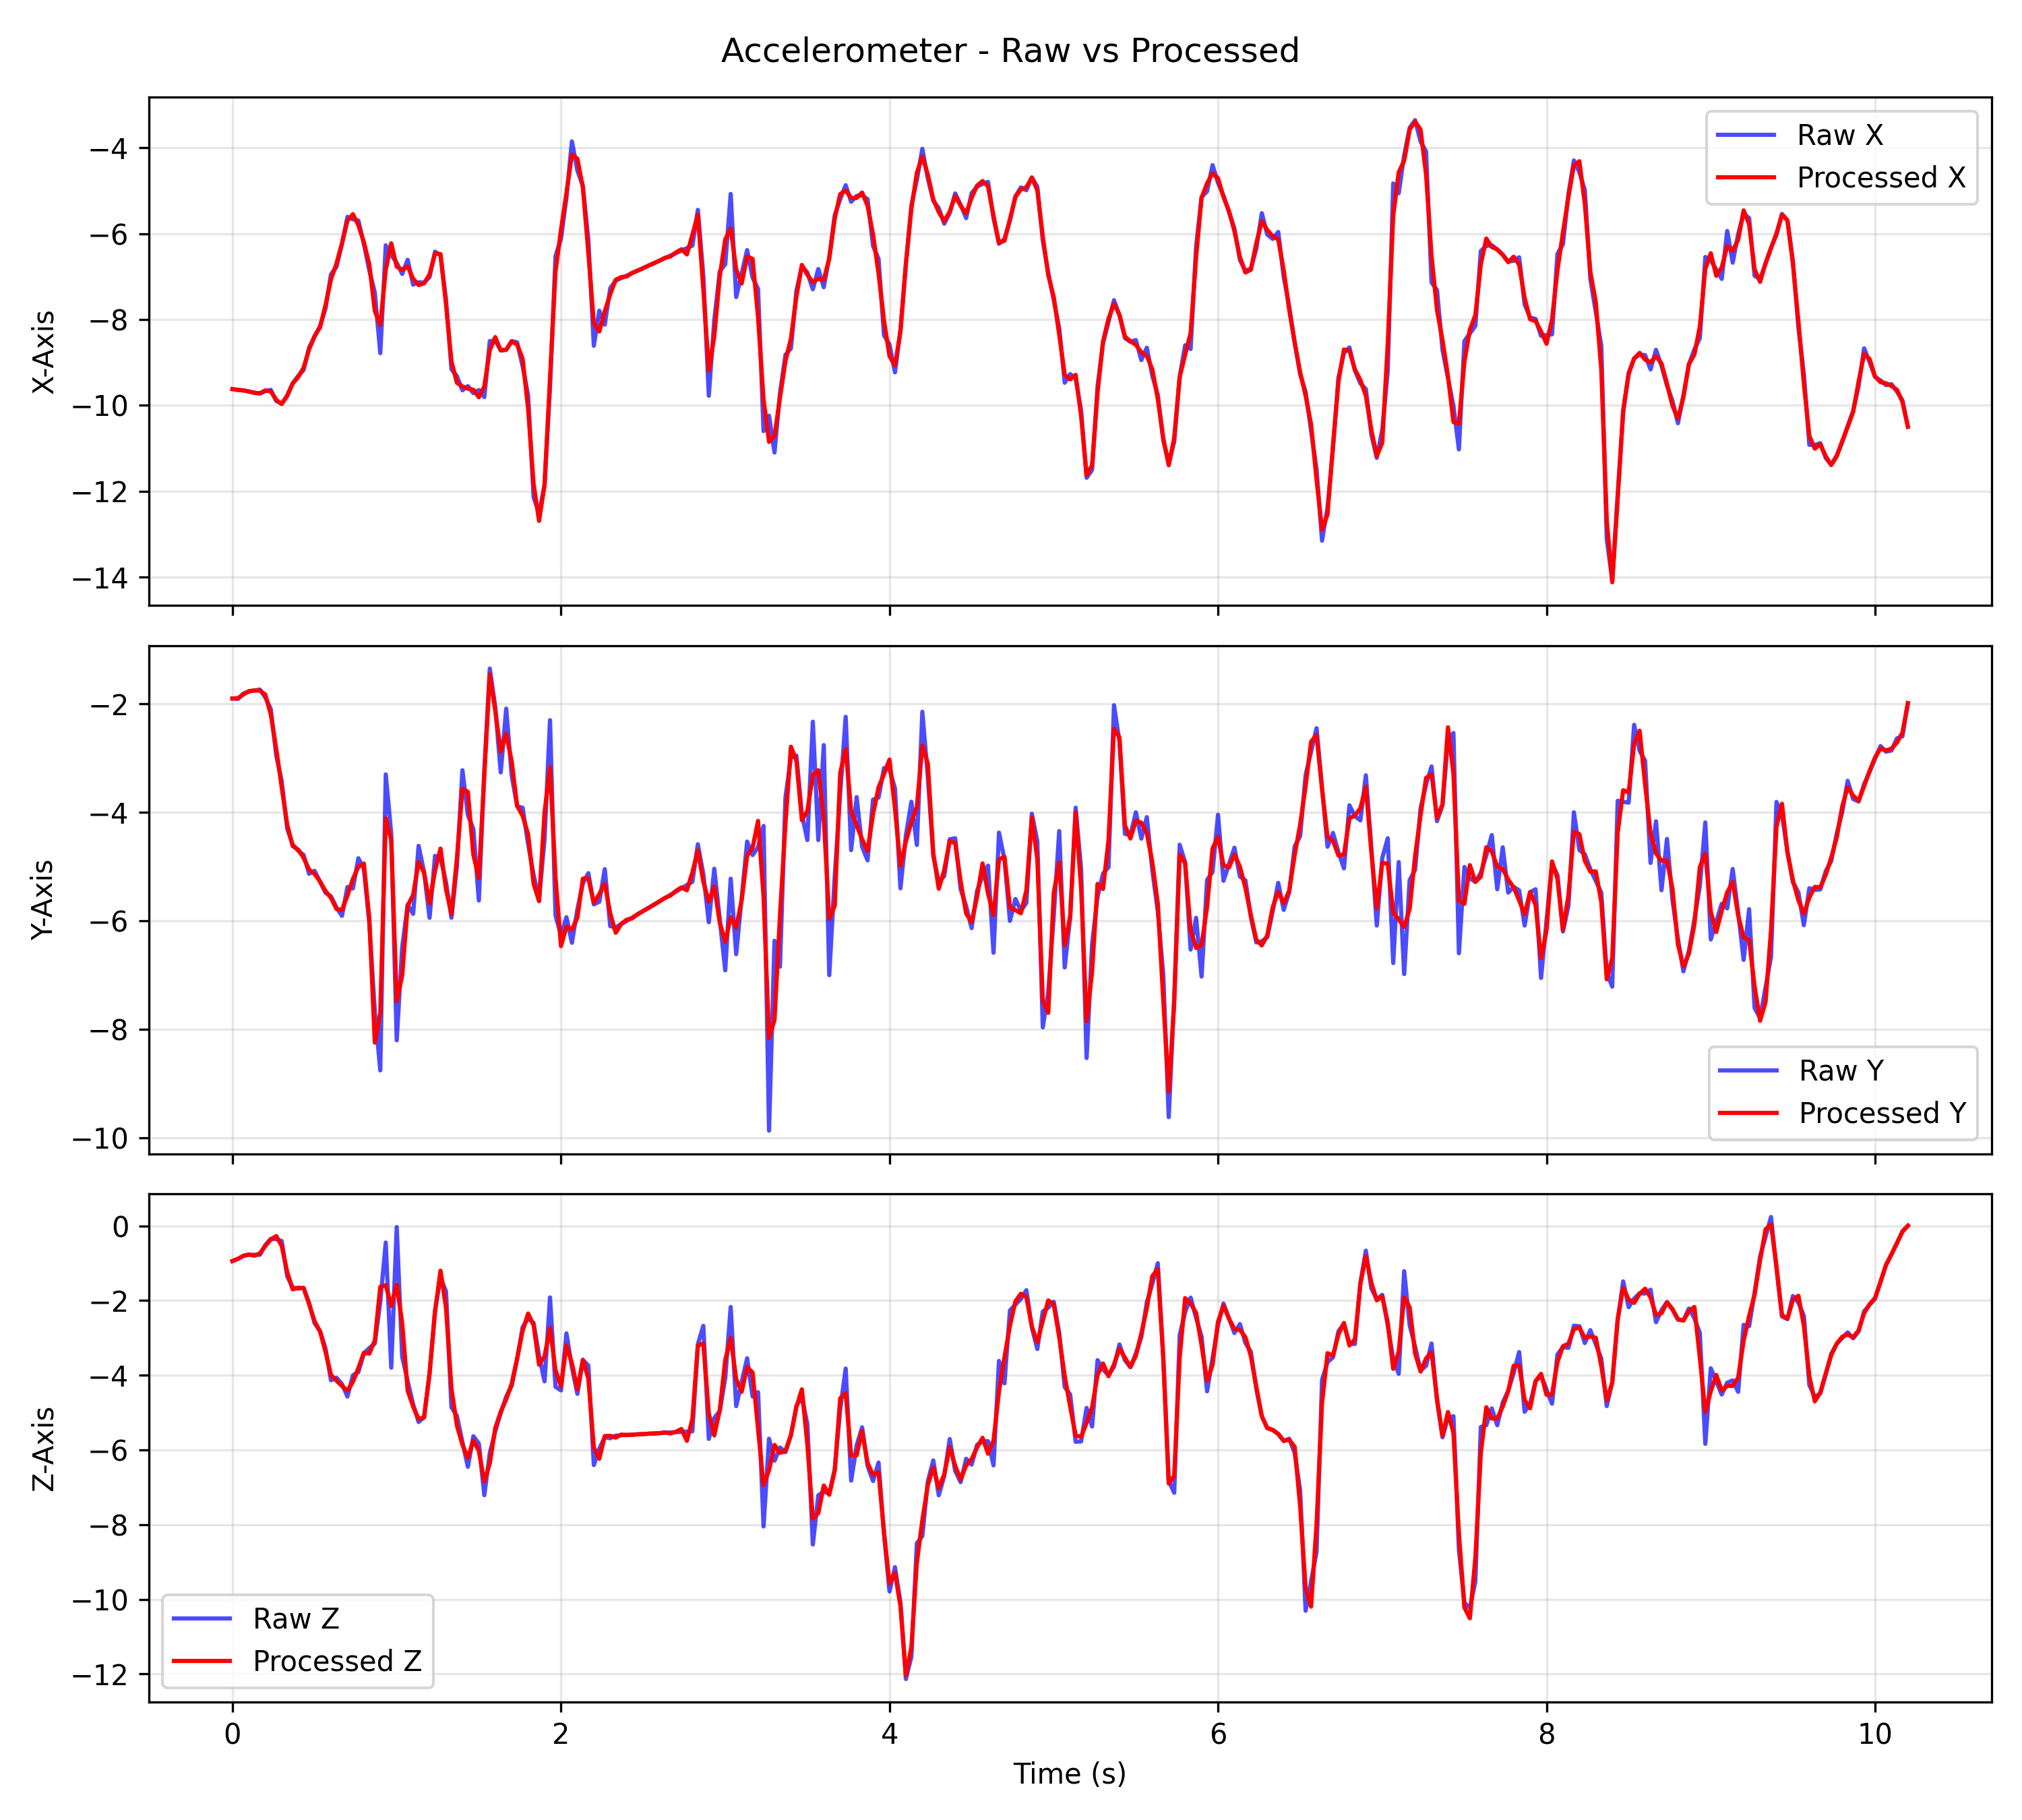 Accelerometer - Raw vs Processed
−4
−6
−8
−10
−12
−14
X-Axis
Raw X
Processed X
−2
−4
−6
−8
−10
Y-Axis
Raw Y
Processed Y
0
−2
−4
−6
−8
−10
−12
Z-Axis
Raw Z
Processed Z
0 2 4 6 8 10
Time (s)